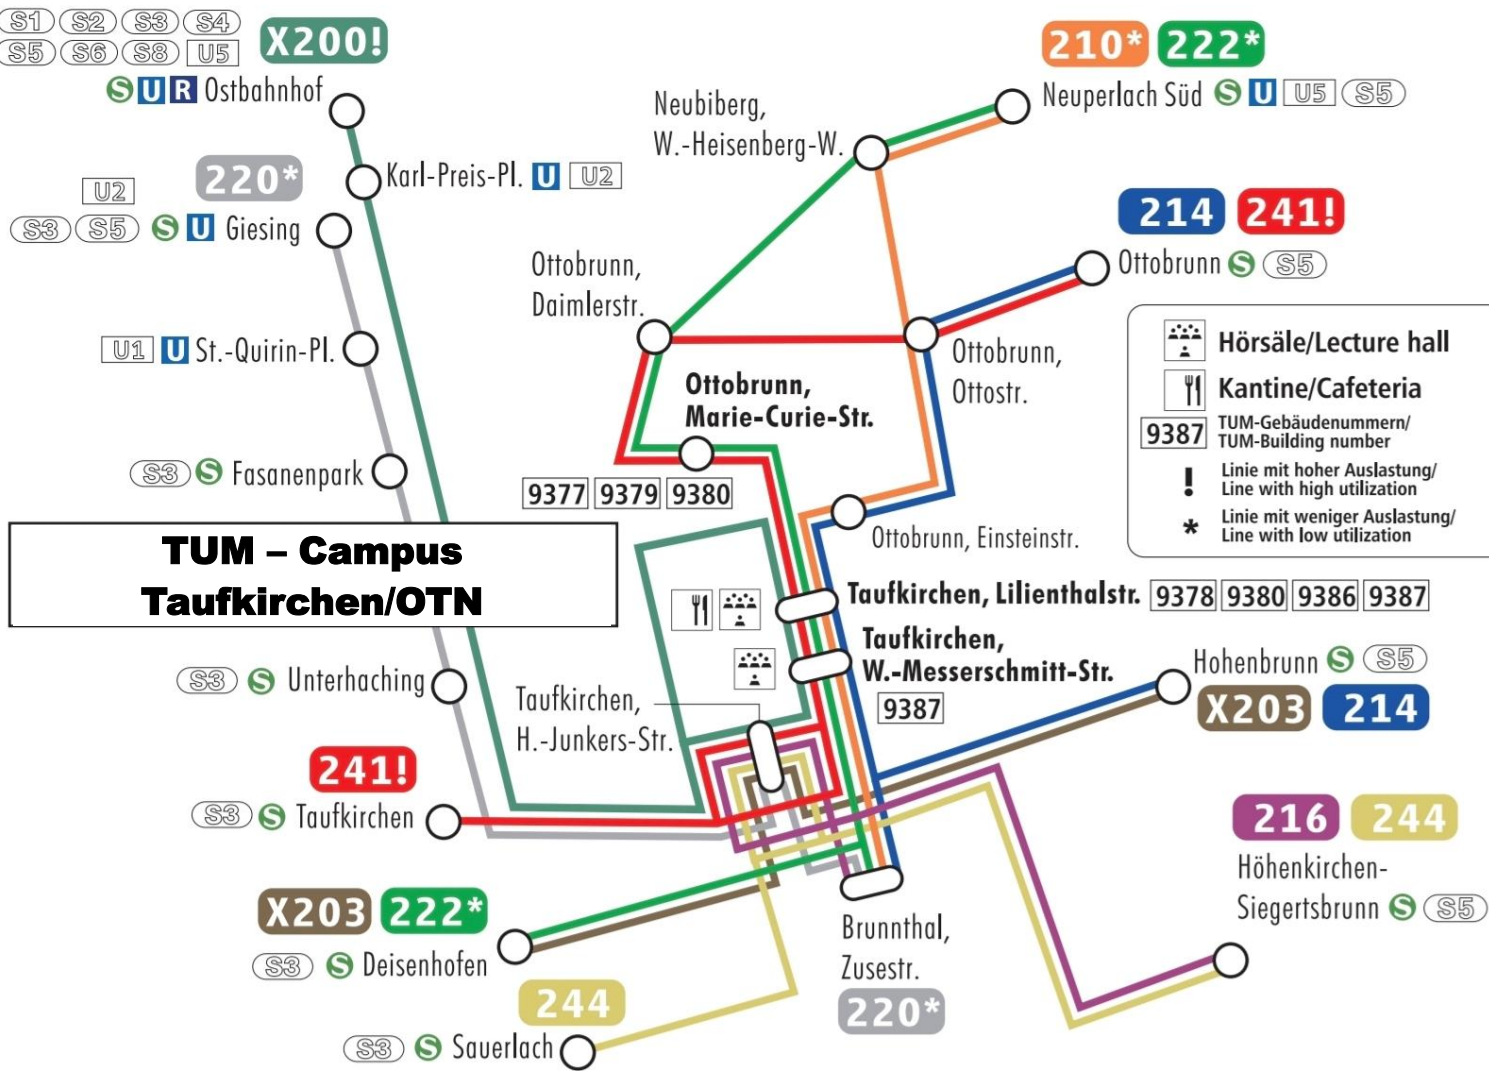 S1 S2 S3 S4
S5 S6 S8 U5
X200!
S U R Ostbahnhof
Karl-Preis-Pl. U U2
220*
U2
S3 S5 S U Giesing
U1 U St.-Quirin-Pl.
S3 S Fasanenpark
TUM – Campus
Taufkirchen/OTN
S3 S Unterhaching
241!
S3 S Taufkirchen
X203 222*
S3 S Deisenhofen
244
S3 S Sauerlach
210* 222*
Neuperlach Süd S U U5 S5
Neubiberg,
W.-Heisenberg-W.
214 241!
Ottobrunn S S5
Ottobrunn,
Daimlerstr.
Ottobrunn,
Ottostr.
Ottobrunn,
Marie-Curie-Str.
9377 9379 9380
Ottobrunn, Einsteinstr.
Taufkirchen, Lilienthalstr. 9378 9380 9386 9387
Taufkirchen,
W.-Messerschmitt-Str.
9387
Taufkirchen,
H.-Junkers-Str.
Hohenbrunn S S5
X203 214
216 244
Höhenkirchen-
Siegertsbrunn S S5
Brunnthal,
Zusestr.
220*
Hörsäle/Lecture hall
Kantine/Cafeteria
9387 TUM-Gebäudenummern/
TUM-Building number
! Linie mit hoher Auslastung/
Line with high utilization
* Linie mit weniger Auslastung/
Line with low utilization